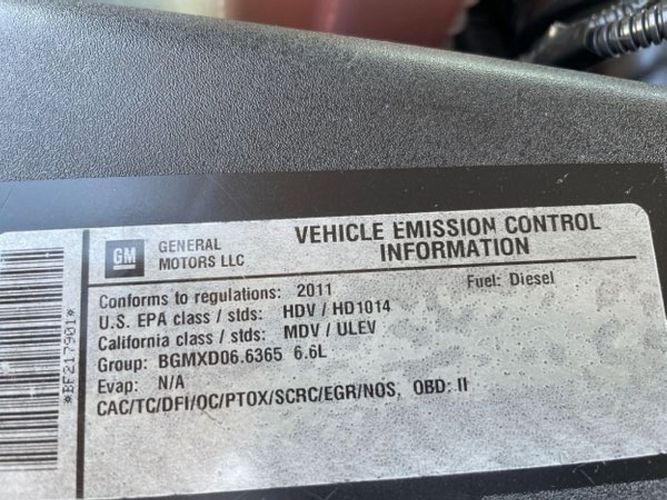 GM
GENERAL
MOTORS LLC
VEHICLE EMISSION CONTROL
INFORMATION
Conforms to regulations: 2011
Fuel: Diesel
U.S. EPA class / stds: HDV / HD1014
California class / stds: MDV / ULEV
Group: BGMXD06.6365 6.6L
Evap: N/A
CAC/TC/DFI/OC/PTOX/SCRC/EGR/NOS, OBD: II
*BF217901*